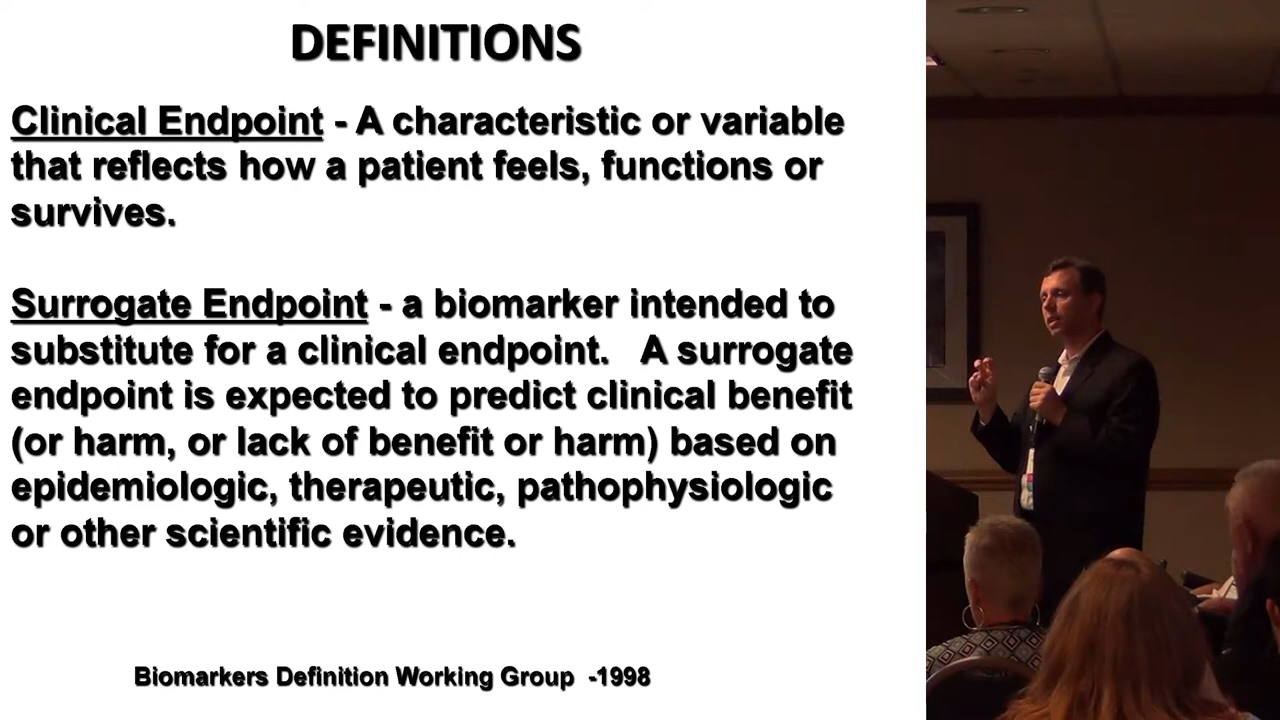 DEFINITIONS
Clinical Endpoint - A characteristic or variable
that reflects how a patient feels, functions or
survives.
Surrogate Endpoint - a biomarker intended to
substitute for a clinical endpoint. A surrogate
endpoint is expected to predict clinical benefit
(or harm, or lack of benefit or harm) based on
epidemiologic, therapeutic, pathophysiologic
or other scientific evidence.
Biomarkers Definition Working Group -1998